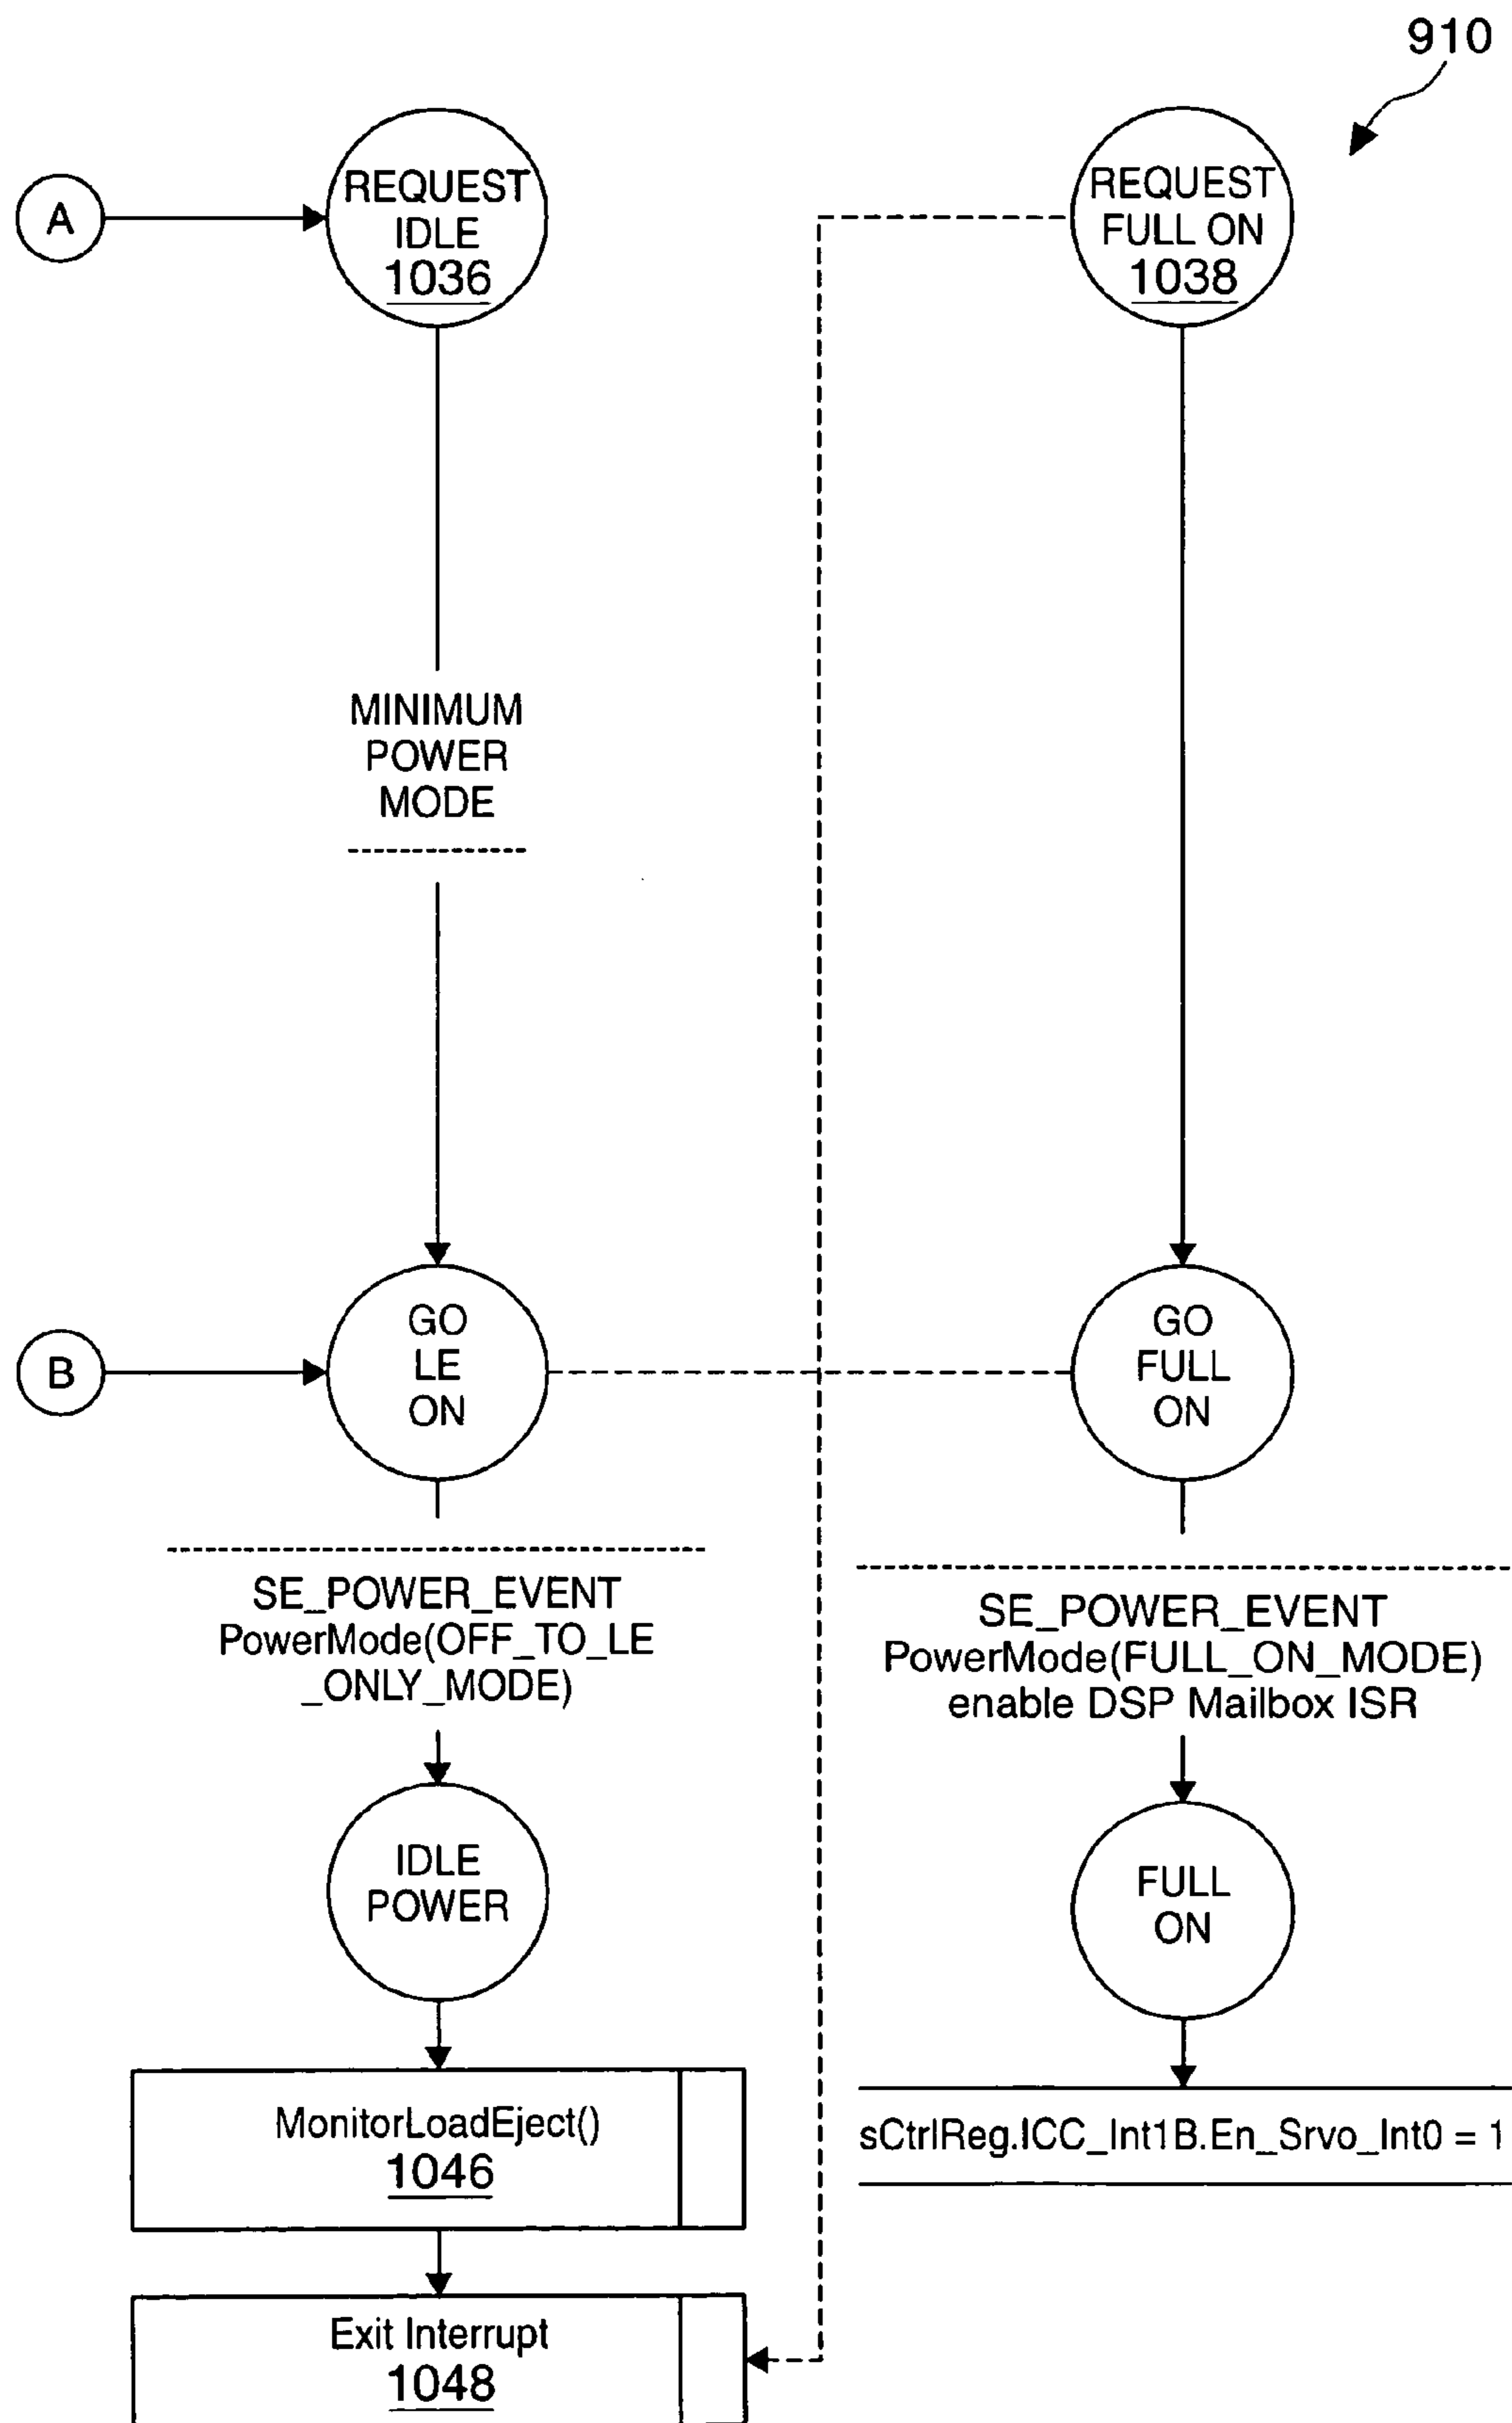 910
A
REQUEST
IDLE
1036
REQUEST
FULL ON
1038
MINIMUM
POWER
MODE
B
GO
LE
ON
GO
FULL
ON
SE_POWER_EVENT
PowerMode(OFF_TO_LE
_ONLY_MODE)
SE_POWER_EVENT
PowerMode(FULL_ON_MODE)
enable DSP Mailbox ISR
IDLE
POWER
FULL
ON
MonitorLoadEject()
1046
sCtrlReg.ICC_Int1B.En_Srvo_Int0 = 1
Exit Interrupt
1048